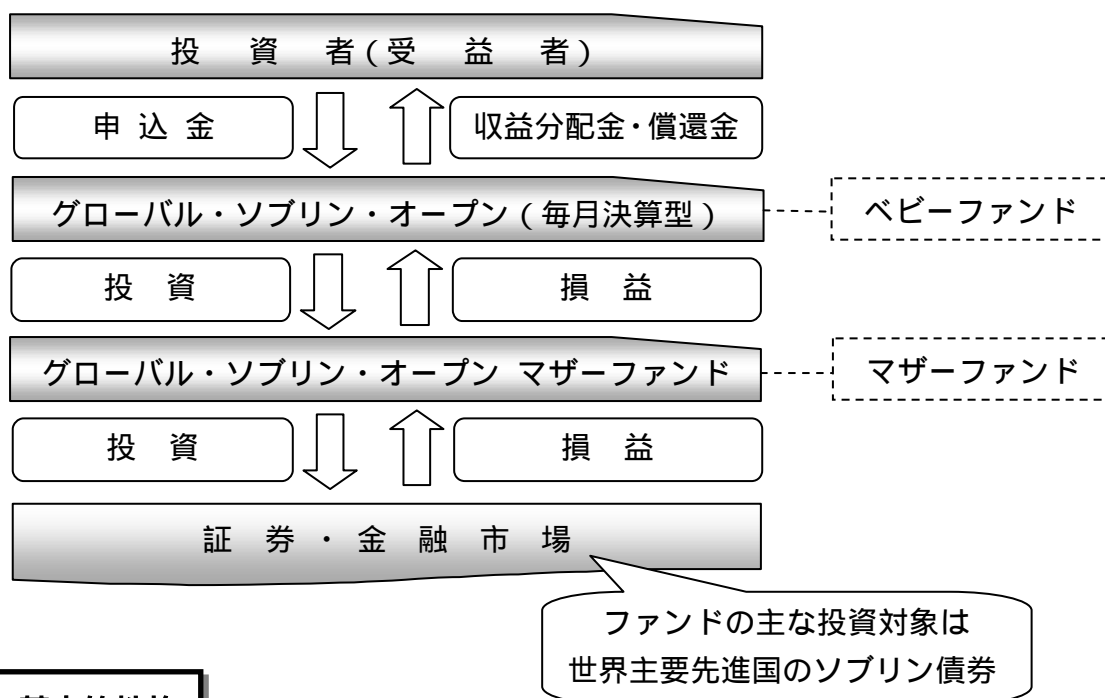 投資者(受益者)
申込金
収益分配金・償還金
グローバル・ソブリン・オープン(毎月決算型)
ベビーファンド
投資
損益
グローバル・ソブリン・オープン マザーファンド
マザーファンド
投資
損益
証券・金融市場
ファンドの主な投資対象は
世界主要先進国のソブリン債券